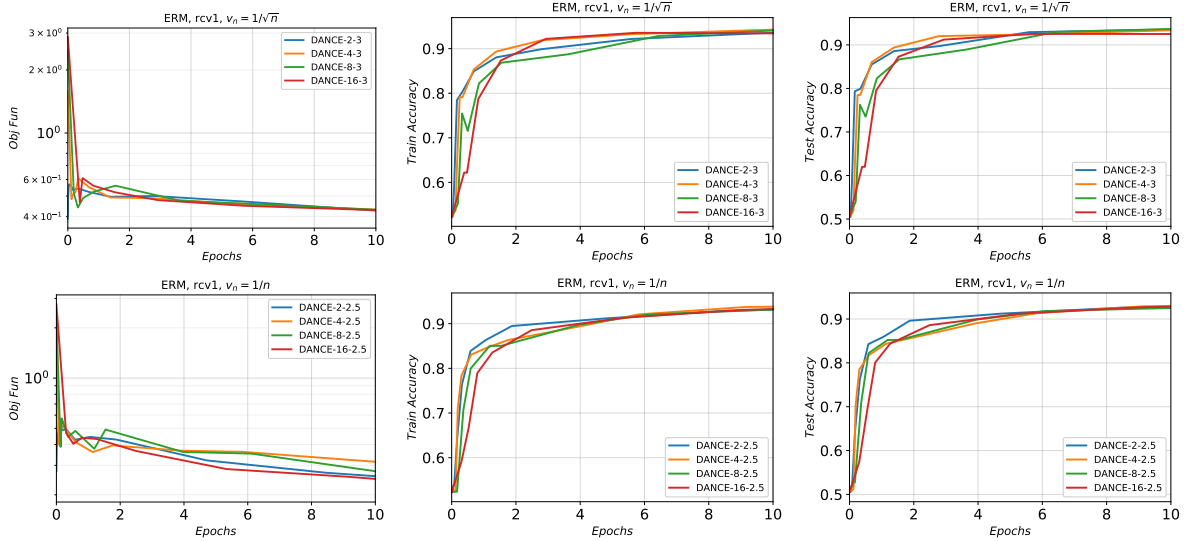 ERM, rcv1, $v_n = 1/\sqrt{n}$
Obj Fun
3 × 10⁰
2 × 10⁰
10⁰
6 × 10⁻¹
4 × 10⁻¹
DANCE-2-3
DANCE-4-3
DANCE-8-3
DANCE-16-3
0 2 4 6 8 10
Epochs
ERM, rcv1, $v_n = 1/\sqrt{n}$
Train Accuracy
0.9
0.8
0.7
0.6
DANCE-2-3
DANCE-4-3
DANCE-8-3
DANCE-16-3
0 2 4 6 8 10
Epochs
ERM, rcv1, $v_n = 1/\sqrt{n}$
Test Accuracy
0.9
0.8
0.7
0.6
0.5
DANCE-2-3
DANCE-4-3
DANCE-8-3
DANCE-16-3
0 2 4 6 8 10
Epochs
ERM, rcv1, $v_n = 1/n$
Obj Fun
10⁰
DANCE-2-2.5
DANCE-4-2.5
DANCE-8-2.5
DANCE-16-2.5
0 2 4 6 8 10
Epochs
ERM, rcv1, $v_n = 1/n$
Train Accuracy
0.9
0.8
0.7
0.6
DANCE-2-2.5
DANCE-4-2.5
DANCE-8-2.5
DANCE-16-2.5
0 2 4 6 8 10
Epochs
ERM, rcv1, $v_n = 1/n$
Test Accuracy
0.9
0.8
0.7
0.6
0.5
DANCE-2-2.5
DANCE-4-2.5
DANCE-8-2.5
DANCE-16-2.5
0 2 4 6 8 10
Epochs